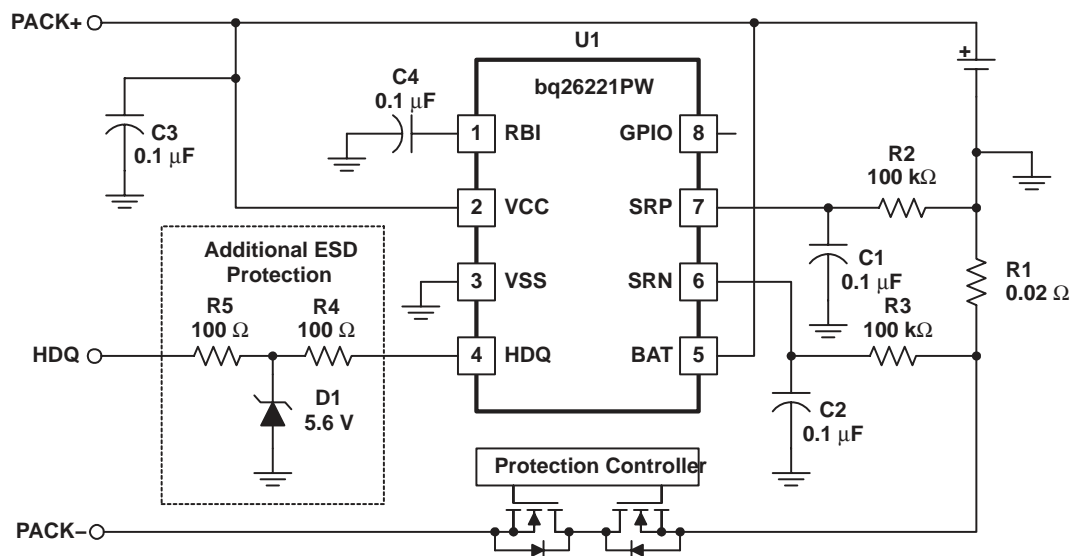 PACK+
U1
bq26221PW
C4
0.1 μF
C3
0.1 μF
1
RBI
GPIO
8
R2
100 kΩ
2
VCC
SRP
7
Additional ESD
Protection
C1
0.1 μF
R1
0.02 Ω
3
VSS
SRN
6
R5
100 Ω
R4
100 Ω
R3
100 kΩ
HDQ
4
HDQ
BAT
5
D1
5.6 V
C2
0.1 μF
Protection Controller
PACK−
+